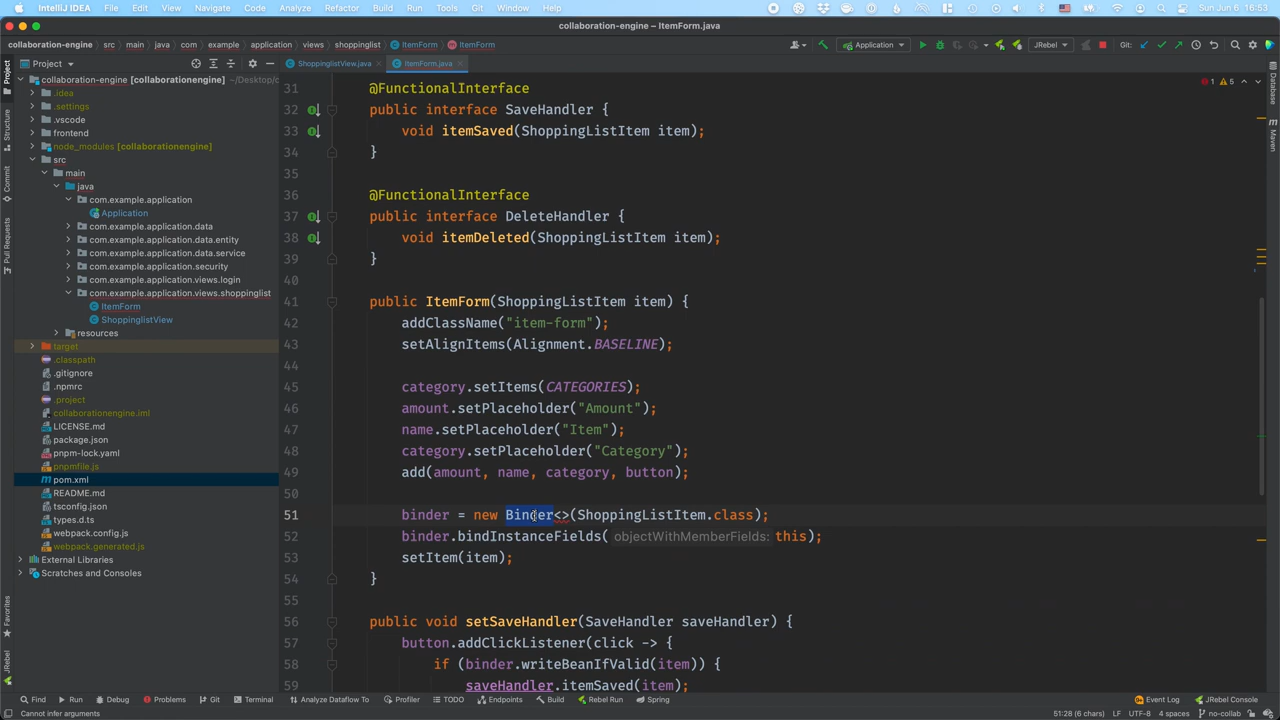 IntelliJ IDEA File Edit View Navigate Code Analyze Refactor Build Run Tools Git Window Help Sun Jun 6 16:53
collaboration-engine – ItemForm.java
collaboration-engine src main java com example application views shoppinglist ItemForm ItemForm Application JRebel Git:
Project ShoppinglistView.java ItemForm.java
collaboration-engine [collaborationengine] ~/Desktop/c
.idea
.settings
.vscode
frontend
node_modules [collaborationengine]
src
main
java
com.example.application
Application
com.example.application.data
com.example.application.data.entity
com.example.application.data.service
com.example.application.security
com.example.application.views.login
com.example.application.views.shoppinglist
ItemForm
ShoppinglistView
resources
target
.classpath
.gitignore
.npmrc
.project
collaborationengine.iml
LICENSE.md
package.json
pnpm-lock.yaml
pnpmfile.js
pom.xml
README.md
tsconfig.json
types.d.ts
webpack.config.js
webpack.generated.js
External Libraries
Scratches and Consoles
Project
Structure
Commit
Pull Requests
Favorites
JRebel
31 @FunctionalInterface
32 public interface SaveHandler {
33 void itemSaved(ShoppingListItem item);
34 }
35
36 @FunctionalInterface
37 public interface DeleteHandler {
38 void itemDeleted(ShoppingListItem item);
39 }
40
41 public ItemForm(ShoppingListItem item) {
42 addClassName("item-form");
43 setAlignItems(Alignment.BASELINE);
44
45 category.setItems(CATEGORIES);
46 amount.setPlaceholder("Amount");
47 name.setPlaceholder("Item");
48 category.setPlaceholder("Category");
49 add(amount, name, category, button);
50
51 binder = new Binder<>(ShoppingListItem.class);
52 binder.bindInstanceFields( objectWithMemberFields: this);
53 setItem(item);
54 }
55
56 public void setSaveHandler(SaveHandler saveHandler) {
57 button.addClickListener(click -> {
58 if (binder.writeBeanIfValid(item)) {
59 saveHandler.itemSaved(item);
1 5
Database
Maven
Find Run Debug Problems Git Terminal Analyze Dataflow To Profiler TODO Endpoints Build Rebel Run Spring Event Log JRebel Console
Cannot infer arguments 51:28 (6 chars) LF UTF-8 4 spaces no-collab